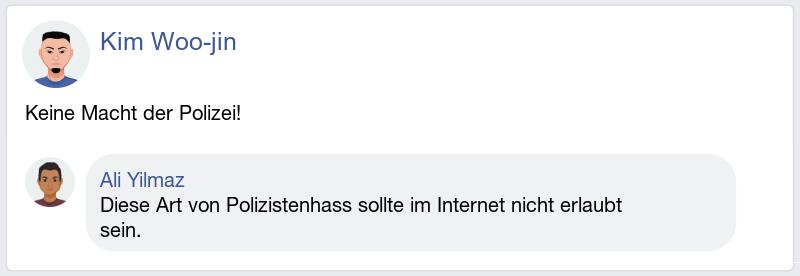 Kim Woo-jin
Keine Macht der Polizei!
Ali Yilmaz
Diese Art von Polizistenhass sollte im Internet nicht erlaubt
sein.